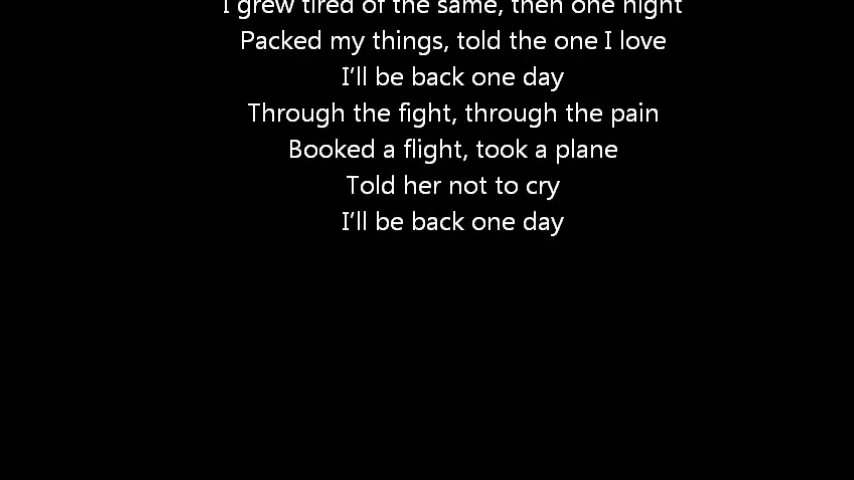 I grew tired of the same, then one night
Packed my things, told the one I love
I’ll be back one day
Through the fight, through the pain
Booked a flight, took a plane
Told her not to cry
I’ll be back one day